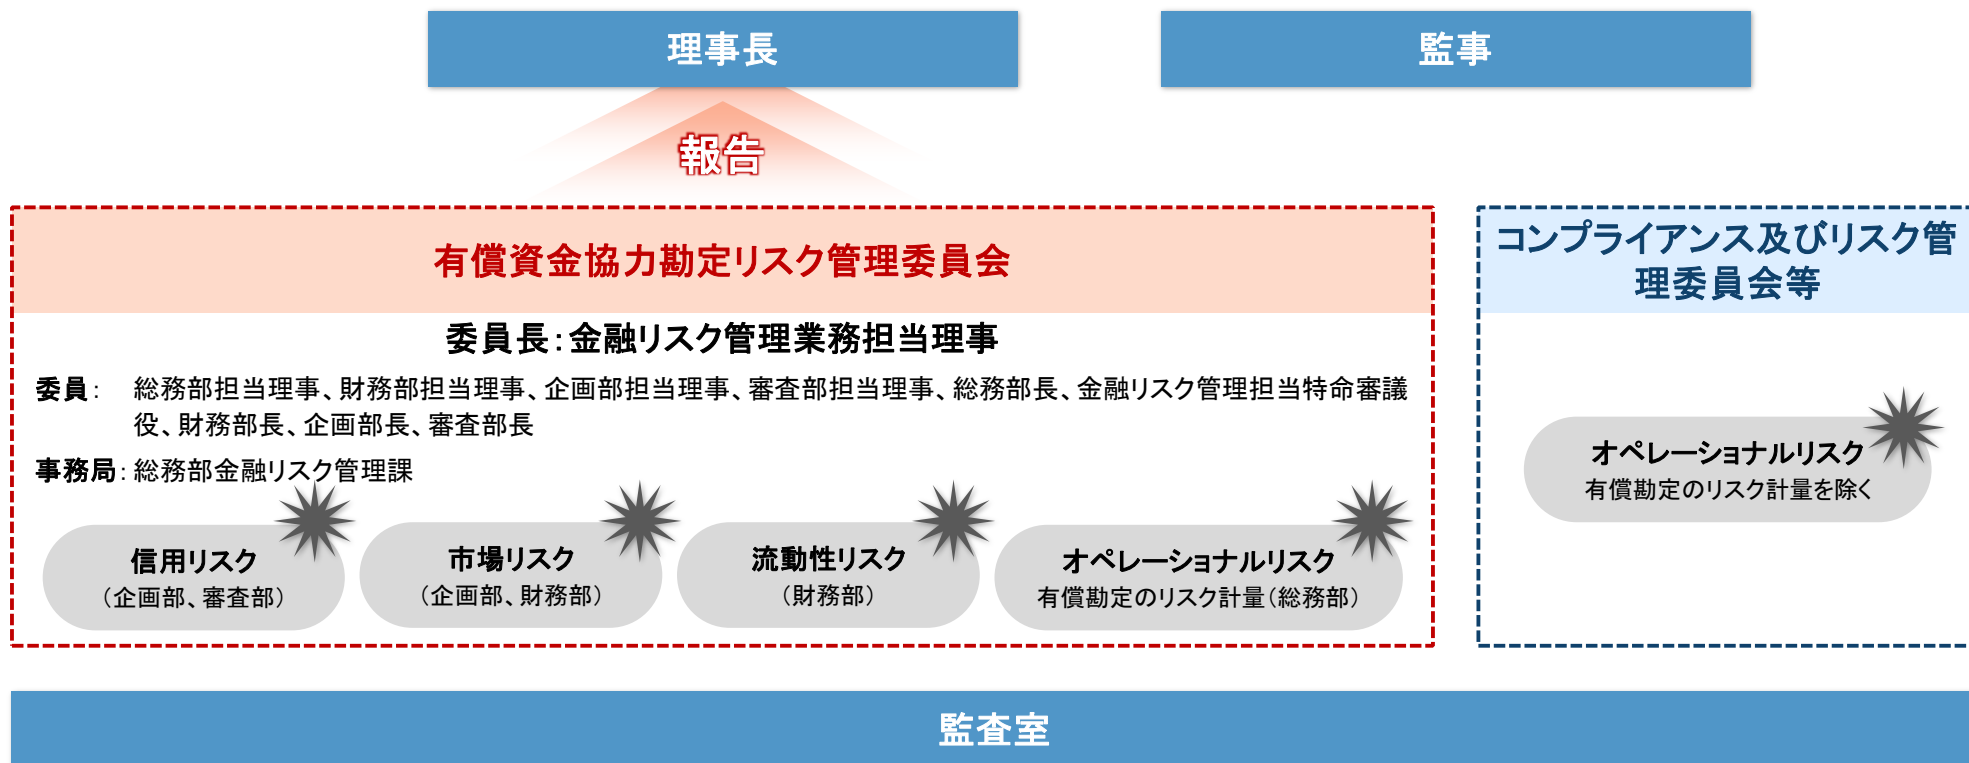 理事長
監事
報告
有償資金協力勘定リスク管理委員会
委員長：金融リスク管理業務担当理事
委員： 総務部担当理事、財務部担当理事、企画部担当理事、審査部担当理事、総務部長、金融リスク管理担当特命審議
役、財務部長、企画部長、審査部長
事務局：総務部金融リスク管理課
信用リスク
（企画部、審査部）
市場リスク
（企画部、財務部）
流動性リスク
（財務部）
オペレーショナルリスク
有償勘定のリスク計量（総務部）
コンプライアンス及びリスク管
理委員会等
オペレーショナルリスク
有償勘定のリスク計量を除く
監査室